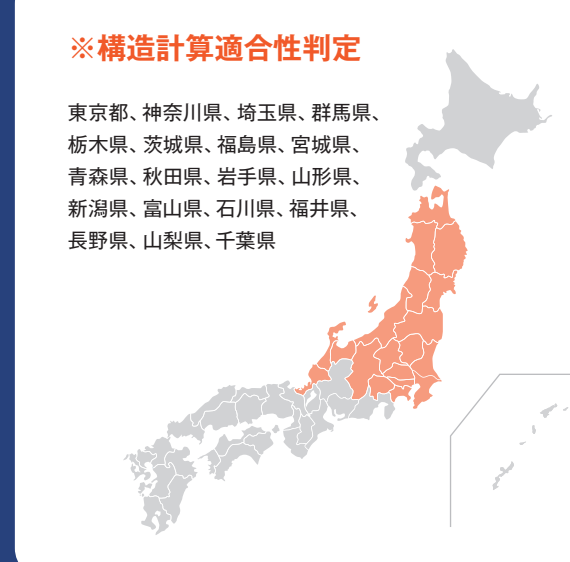 ※構造計算適合性判定
東京都、神奈川県、埼玉県、群馬県、
栃木県、茨城県、福島県、宮城県、
青森県、秋田県、岩手県、山形県、
新潟県、富山県、石川県、福井県、
長野県、山梨県、千葉県